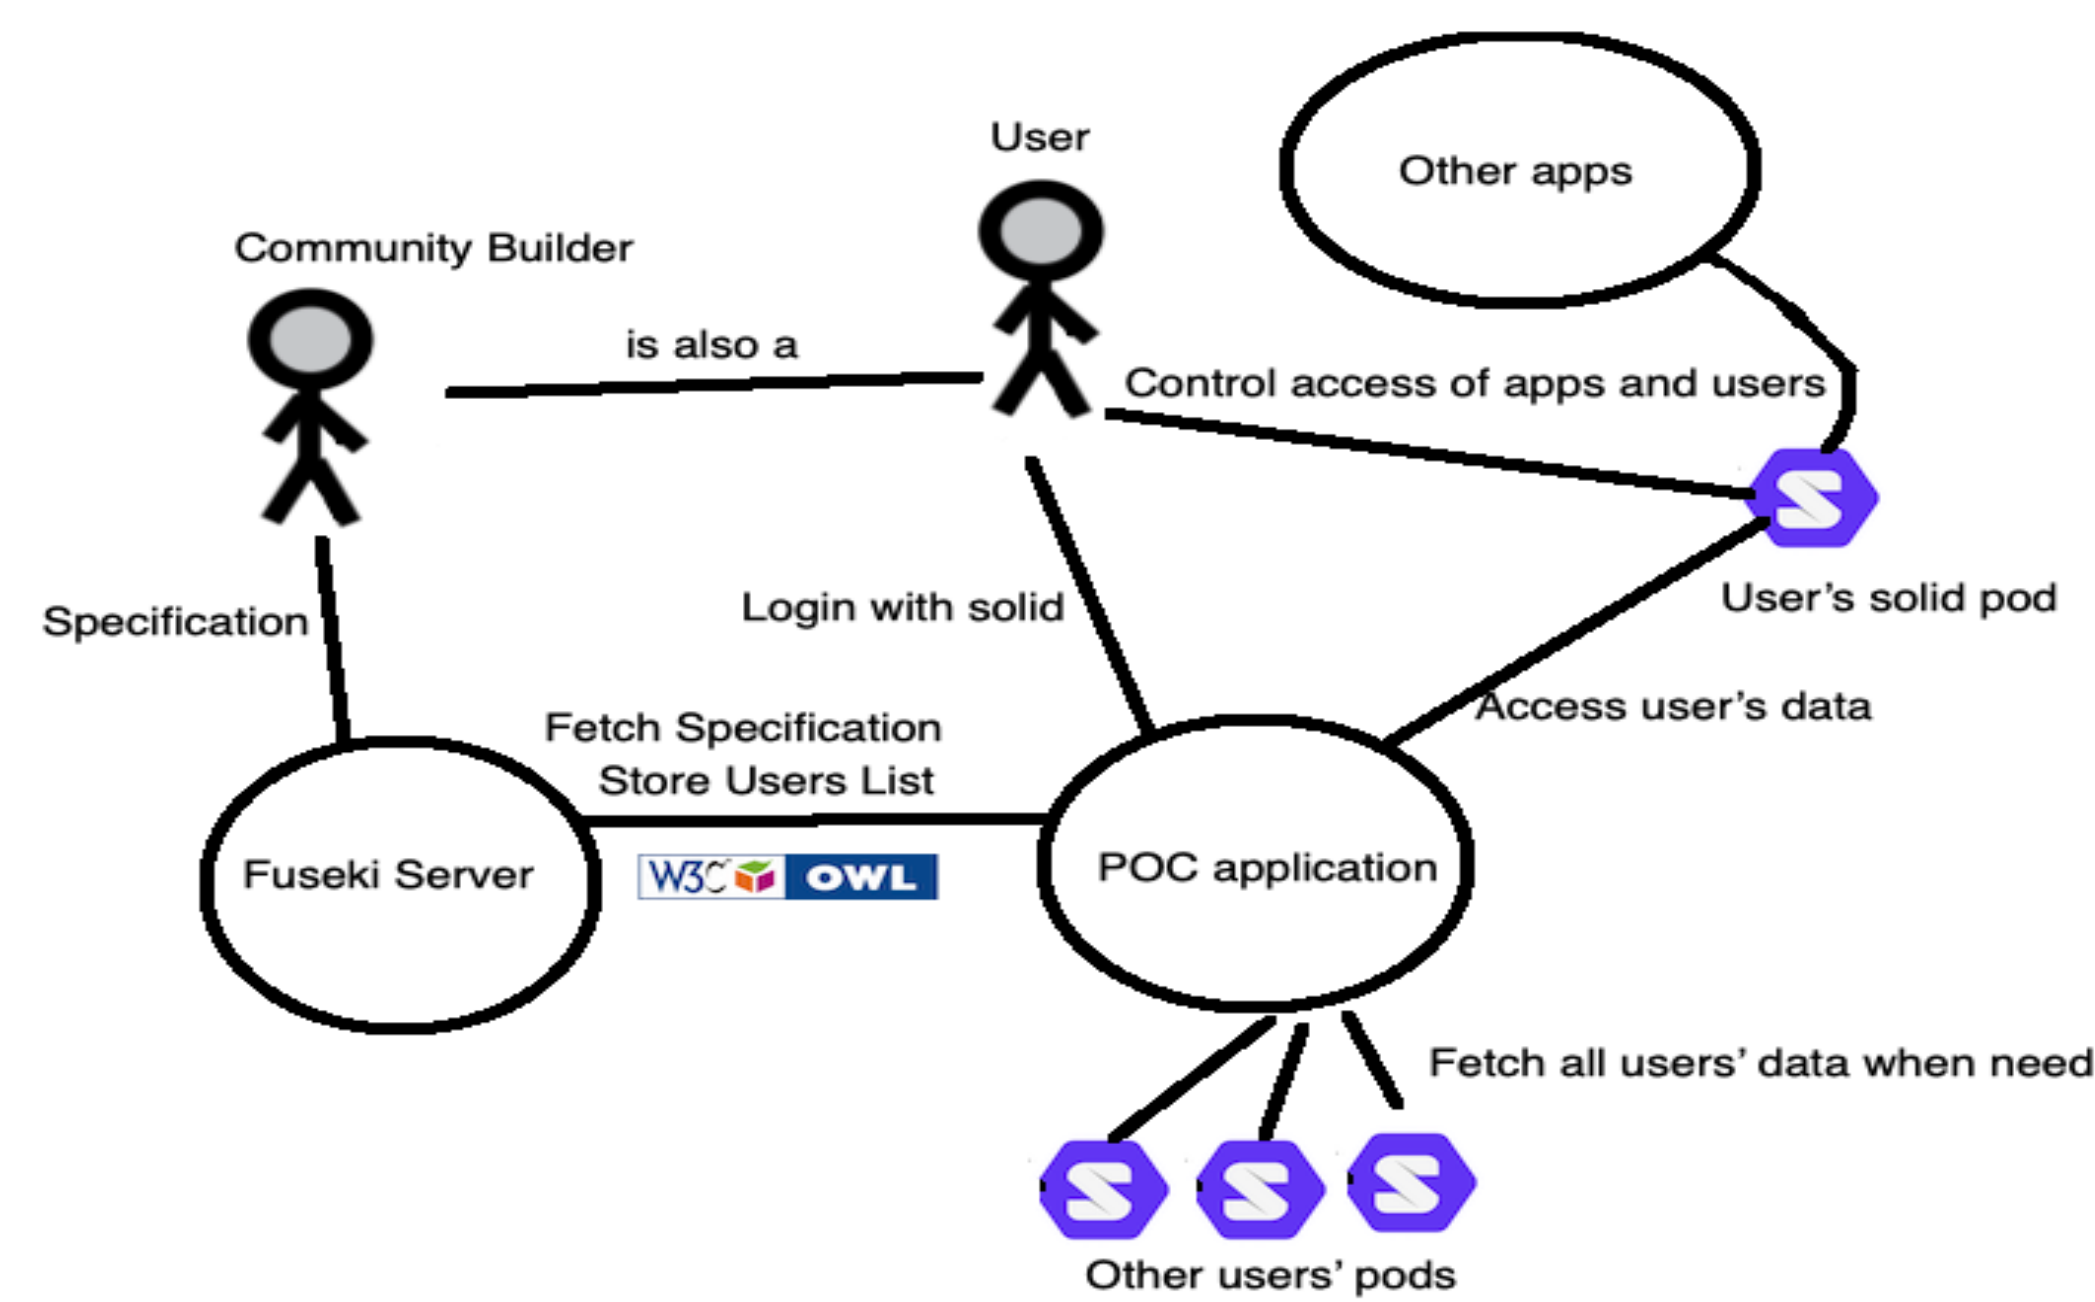 User
Other apps
Community Builder
is also a
Control access of apps and users
User's solid pod
Login with solid
Specification
Access user's data
Fetch Specification
Store Users List
Fuseki Server
W3C OWL
POC application
Fetch all users' data when need
Other users' pods